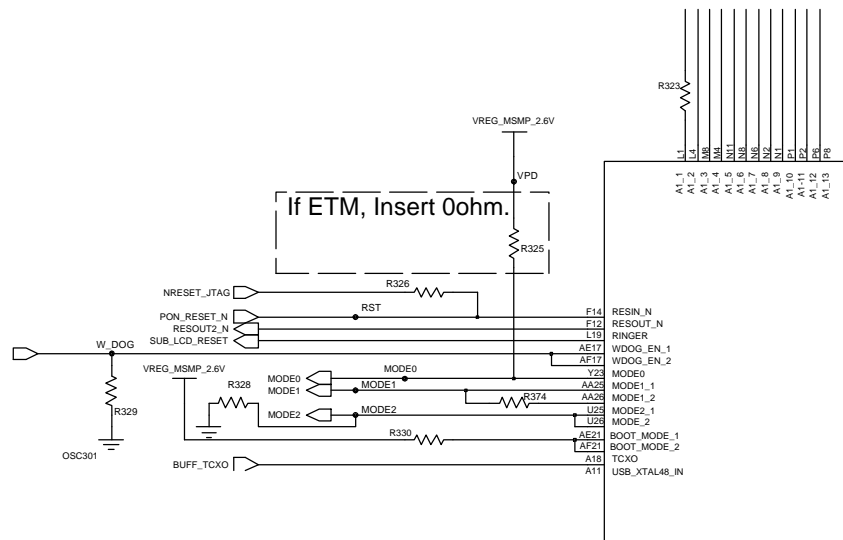 R323
VREG_MSMP_2.6V
L1
L4
M8
M4
N11
N8
N6
N2
N1
P1
P2
P6
P8
A1_1
A1_2
A1_3
A1_4
A1_5
A1_6
A1_7
A1_8
A1_9
A1_10
A1-11
A1_12
A1_13
VPD
If ETM, Insert 0ohm.
R325
R326
NRESET_JTAG
RST
PON_RESET_N
F14 RESIN_N
RESOUT2_N
F12 RESOUT_N
SUB_LCD_RESET
L19 RINGER
W_DOG
AE17 WDOG_EN_1
AF17 WDOG_EN_2
VREG_MSMP_2.6V
MODE0
MODE0
Y23 MODE0
R328
MODE1
MODE1
AA25 MODE1_1
R374
AA26 MODE1_2
R329
MODE2
MODE2
U25 MODE2_1
U26 MODE_2
R330
AE21 BOOT_MODE_1
AF21 BOOT_MODE_2
OSC301
BUFF_TCXO
A18 TCXO
A11 USB_XTAL48_IN